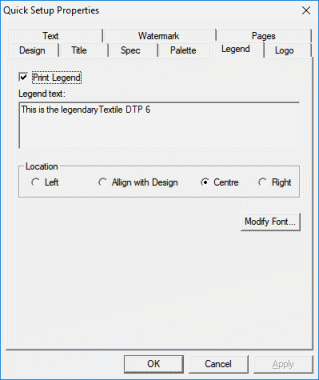 Quick Setup Properties
Text Watermark Pages
Design Title Spec Palette Legend Logo
Print Legend
Legend text:
This is the legendary Textile DTP 6
Location
Left Align with Design Centre Right
Modify Font...
OK Cancel Apply